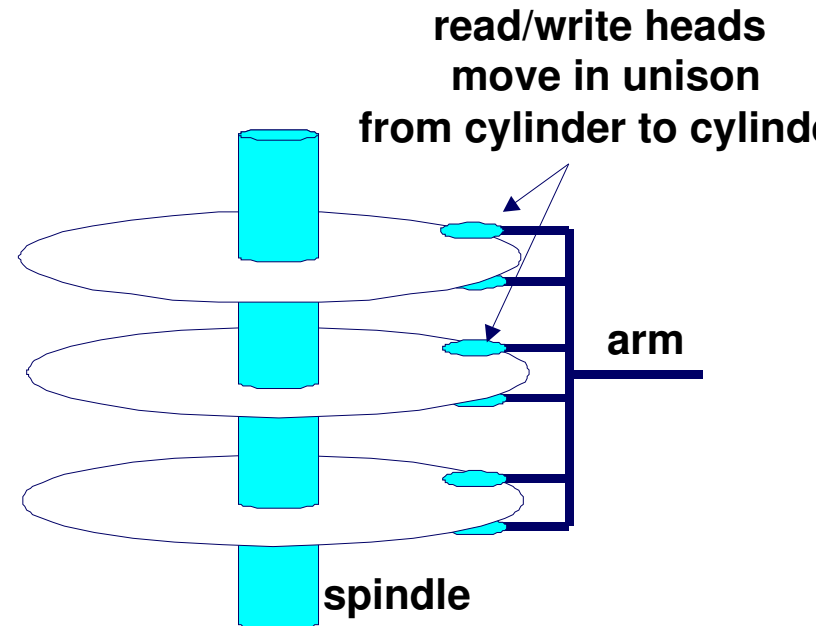 read/write heads
move in unison
from cylinder to cylinde
arm
spindle